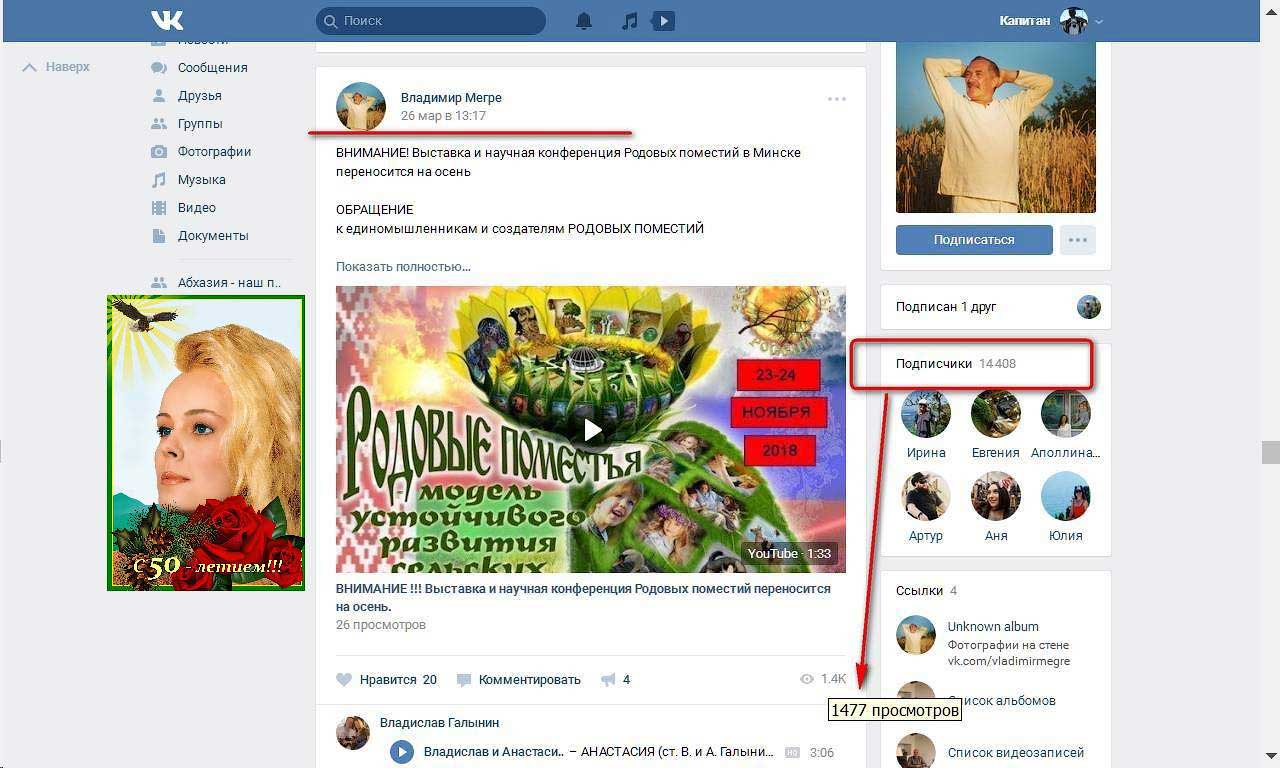 Поиск
Капитан
Наверх
Новости
Сообщения
Друзья
Группы
Фотографии
Музыка
Видео
Документы
Абхазия - наш п..
С 50 - летием!!!
Владимир Мегре
26 мар в 13:17
ВНИМАНИЕ! Выставка и научная конференция Родовых поместий в Минске
переносится на осень
ОБРАЩЕНИЕ
к единомышленникам и создателям РОДОВЫХ ПОМЕСТИЙ
Показать полностью...
23-24
НОЯБРЯ
2018
РОДОВЫЕ ПОМЕСТЬЯ
- модель
устойчивого
развития
сельских
YouTube · 1:33
ВНИМАНИЕ !!! Выставка и научная конференция Родовых поместий переносится
на осень.
26 просмотров
Нравится 20
Комментировать
4
1.4K
1477 просмотров
Владислав Галынин
Владислав и Анастаси.. – АНАСТАСИЯ (ст. В. и А. Галыни... HQ 3:06
Подписаться
Подписан 1 друг
Подписчики 14 408
Ирина Евгения Аполлина...
Артур Аня Юлия
Ссылки 4
Unknown album
Фотографии на стене
vk.com/vladimirmegre
Список альбомов
Список видеозаписей